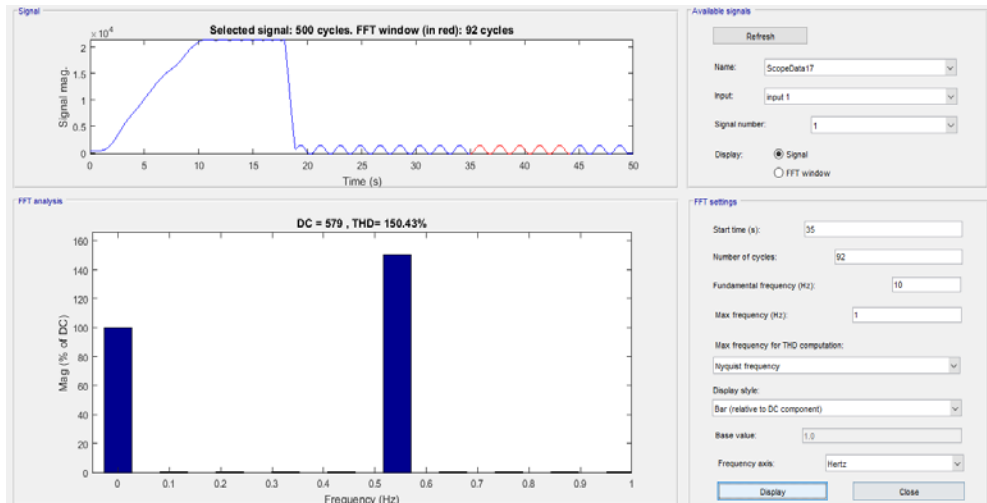 Signal
Selected signal: 500 cycles. FFT window (in red): 92 cycles
× 10⁴
2
1.5
1
0.5
0
Signal mag.
0 5 10 15 20 25 30 35 40 45 50
Time (s)
FFT analysis
DC = 579 , THD= 150.43%
160
140
120
100
80
60
40
20
0
Mag (% of DC)
0 0.1 0.2 0.3 0.4 0.5 0.6 0.7 0.8 0.9 1
Frequency (Hz)
Available signals
Refresh
Name: ScopeData17
Input: input 1
Signal number: 1
Display: Signal
FFT window
FFT settings
Start time (s): 35
Number of cycles: 92
Fundamental frequency (Hz): 10
Max frequency (Hz): 1
Max frequency for THD computation:
Nyquist frequency
Display style:
Bar (relative to DC component)
Base value: 1.0
Frequency axis: Hertz
Display Close